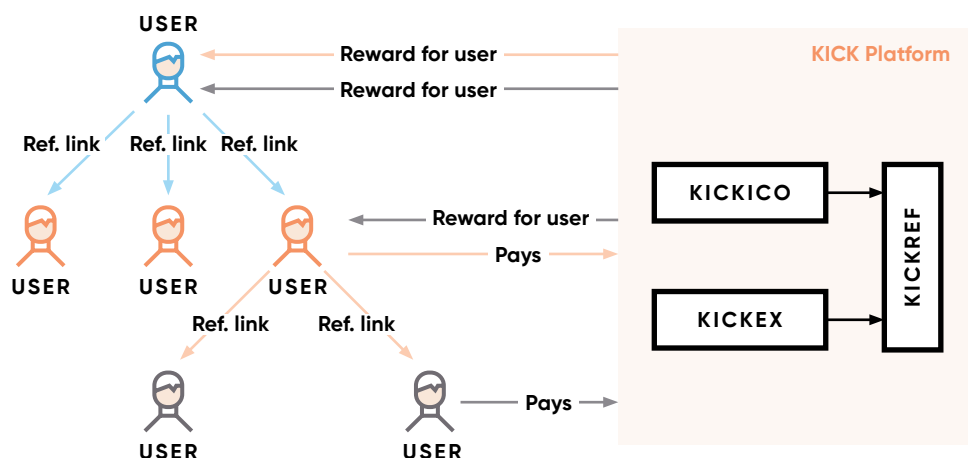 USER
Reward for user
KICK Platform
Reward for user
Ref. link
Ref. link
Ref. link
KICKICO
KICKREF
Reward for user
Pays
USER
USER
USER
Ref. link
Ref. link
KICKEX
Pays
USER
USER